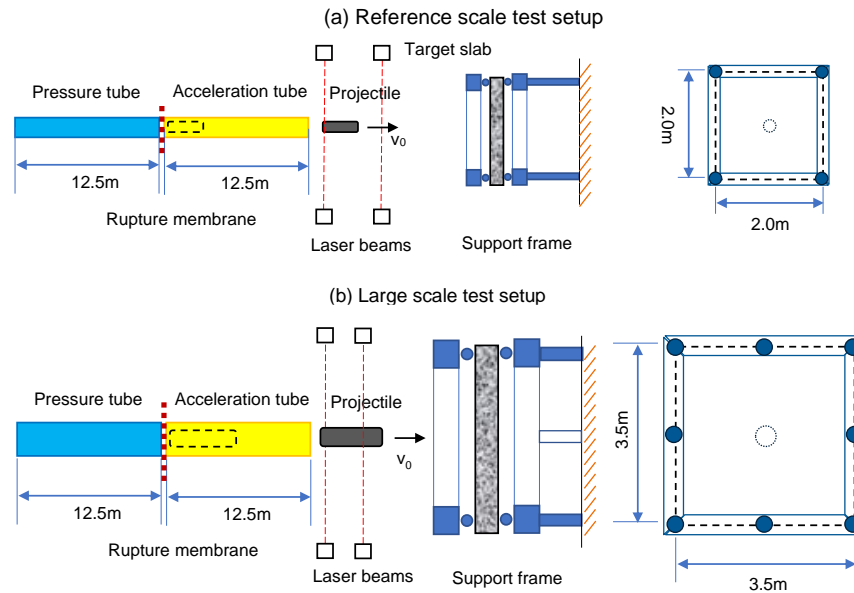 (a) Reference scale test setup
Target slab
Pressure tube
Acceleration tube
Projectile
v0
12.5m
12.5m
Rupture membrane
Laser beams
Support frame
2.0m
2.0m
(b) Large scale test setup
Pressure tube
Acceleration tube
Projectile
v0
12.5m
12.5m
Rupture membrane
Laser beams
Support frame
3.5m
3.5m